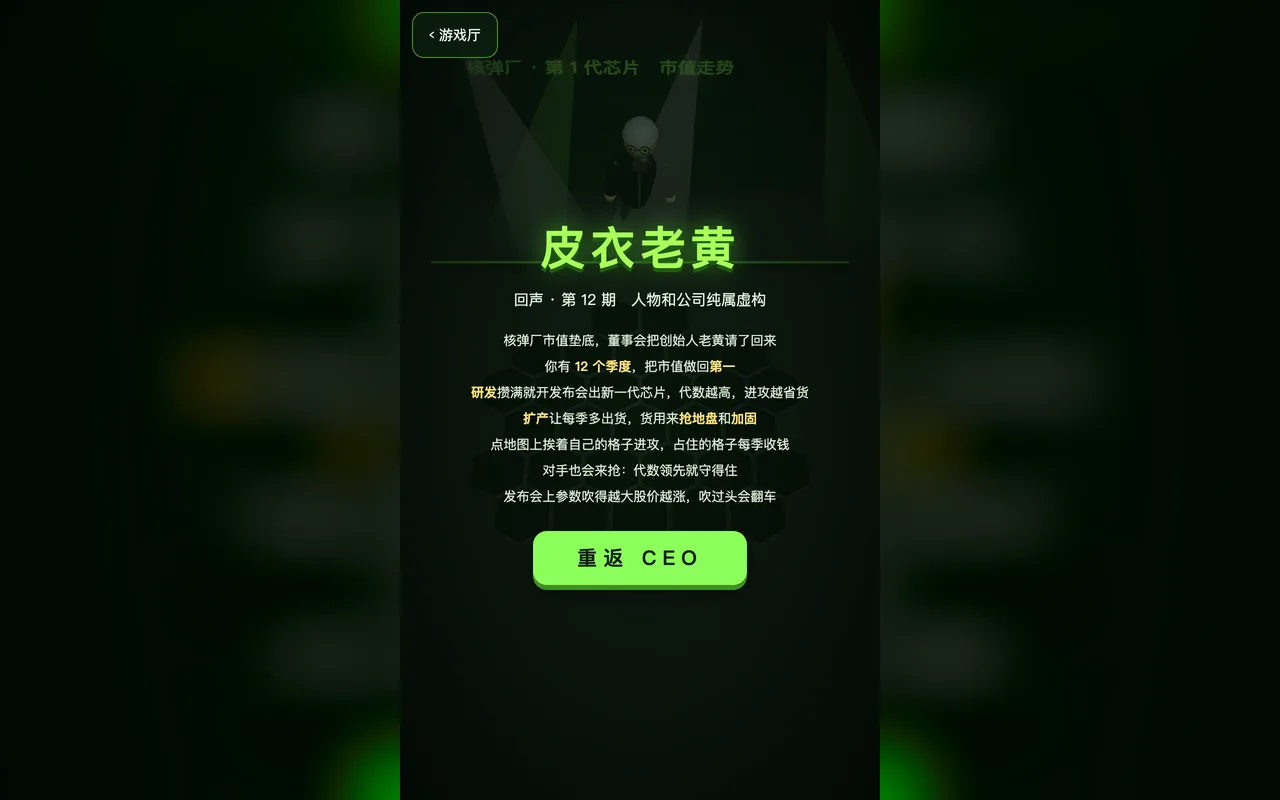 < 游戏厅
核弹厂 · 第 1 代芯片 市值走势
皮衣老黄
回声 · 第 12 期 人物和公司纯属虚构
核弹厂市值垫底，董事会把创始人老黄请了回来
你有 12 个季度，把市值做回第一
研发攒满就开发布会出新一代芯片，代数越高，进攻越省货
扩产让每季多出货，货用来抢地盘和加固
点地图上挨着自己的格子进攻，占住的格子每季收钱
对手也会来抢：代数领先就守得住
发布会上参数吹得越大股价越涨，吹过头会翻车
重返 CEO